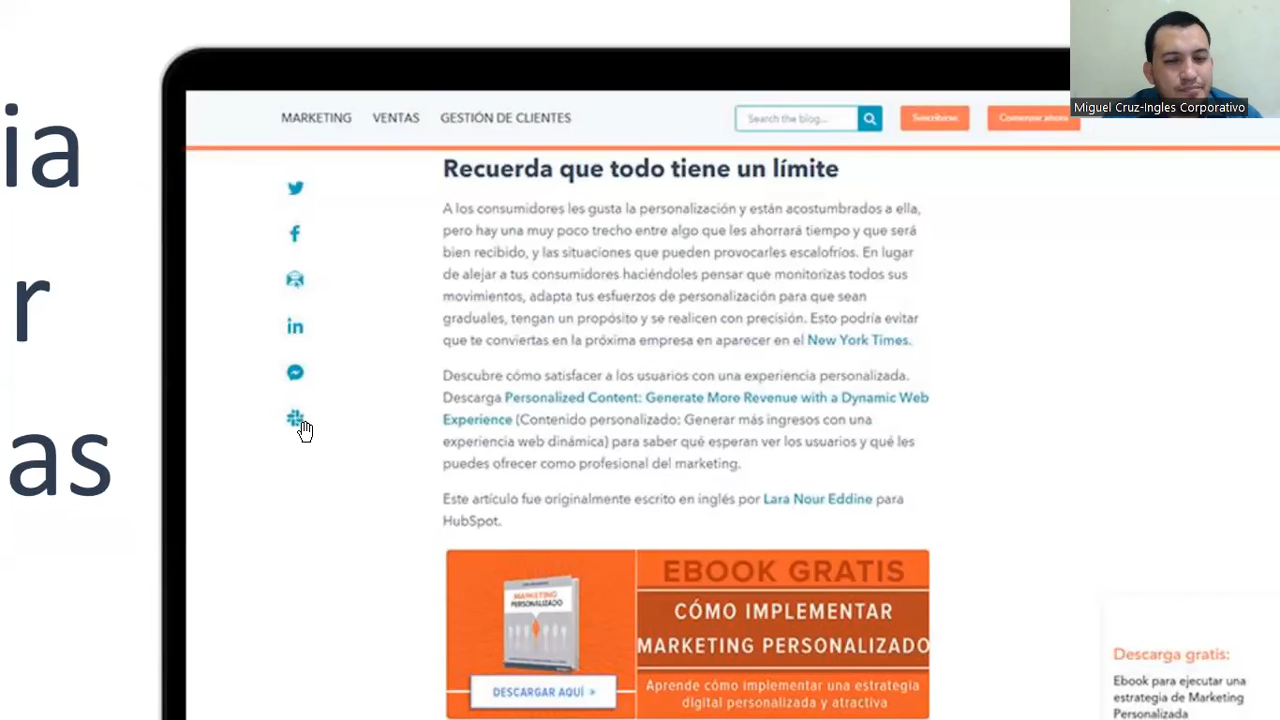 ia
r
as
Miguel Cruz-Ingles Corporativo
MARKETING VENTAS GESTIÓN DE CLIENTES
Search the blog...
Suscribirse
Comenzar ahora
Recuerda que todo tiene un límite
A los consumidores les gusta la personalización y están acostumbrados a ella,
pero hay una muy poco trecho entre algo que les ahorrará tiempo y que será
bien recibido, y las situaciones que pueden provocarles escalofríos. En lugar
de alejar a tus consumidores haciéndoles pensar que monitorizas todos sus
movimientos, adapta tus esfuerzos de personalización para que sean
graduales, tengan un propósito y se realicen con precisión. Esto podría evitar
que te conviertas en la próxima empresa en aparecer en el New York Times.
Descubre cómo satisfacer a los usuarios con una experiencia personalizada.
Descarga Personalized Content: Generate More Revenue with a Dynamic Web
Experience (Contenido personalizado: Generar más ingresos con una
experiencia web dinámica) para saber qué esperan ver los usuarios y qué les
puedes ofrecer como profesional del marketing.
Este artículo fue originalmente escrito en inglés por Lara Nour Eddine para
HubSpot.
MARKETING
PERSONALIZADO
DESCARGAR AQUÍ »
EBOOK GRATIS
CÓMO IMPLEMENTAR
MARKETING PERSONALIZADO
Aprende cómo implementar una estrategia
digital personalizada y atractiva
Descarga gratis:
Ebook para ejecutar una
estrategia de Marketing
Personalizada